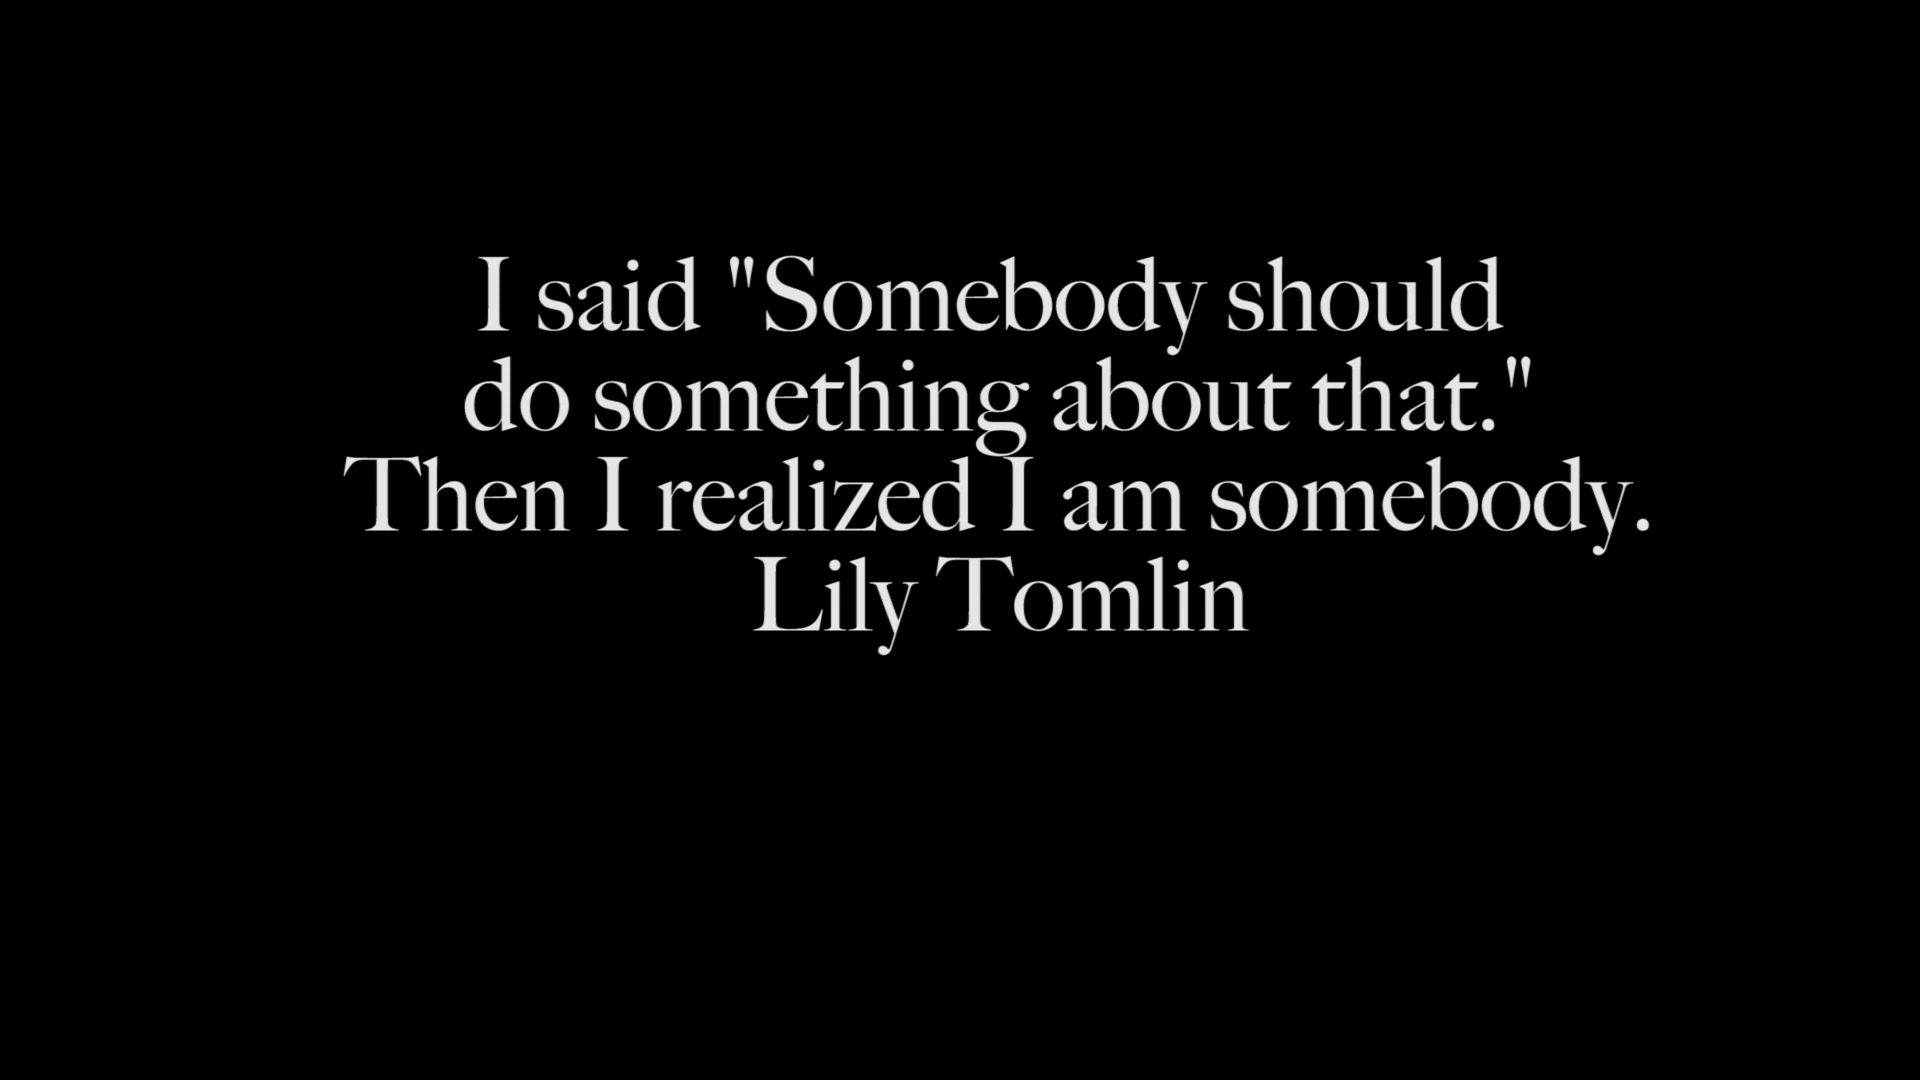 I said "Somebody should
do something about that."
Then I realized I am somebody.
Lily Tomlin